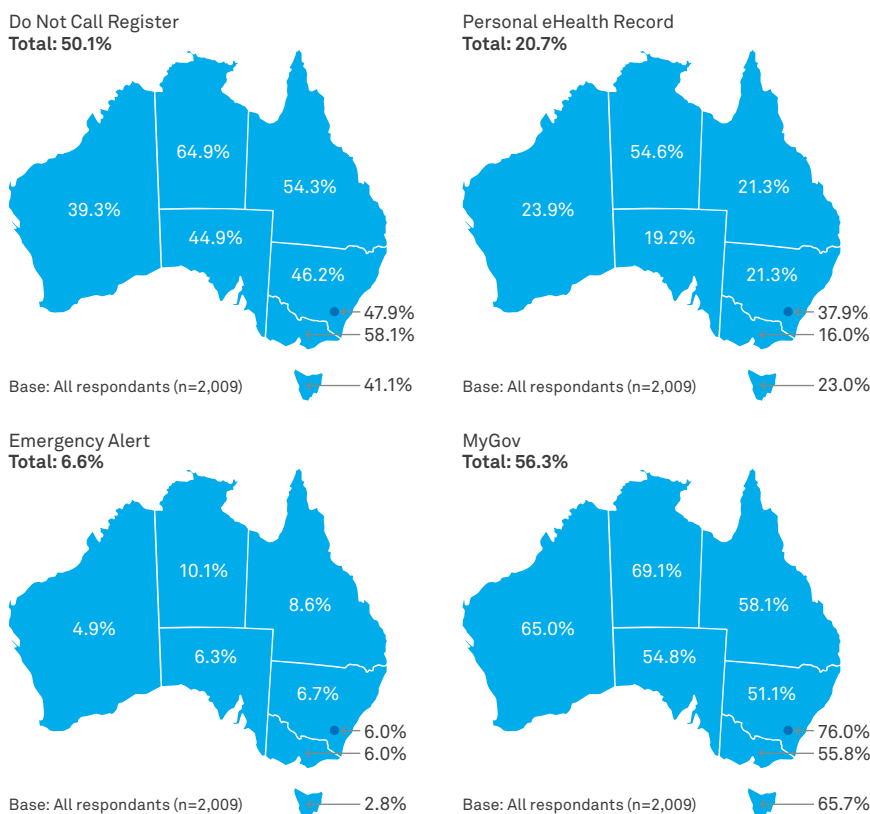 Do Not Call Register
Total: 50.1%
64.9%
54.3%
39.3%
44.9%
46.2%
47.9%
58.1%
41.1%
Base: All respondants (n=2,009)
Personal eHealth Record
Total: 20.7%
54.6%
21.3%
23.9%
19.2%
21.3%
37.9%
16.0%
23.0%
Base: All respondants (n=2,009)
Emergency Alert
Total: 6.6%
10.1%
8.6%
4.9%
6.3%
6.7%
6.0%
6.0%
2.8%
Base: All respondants (n=2,009)
MyGov
Total: 56.3%
69.1%
58.1%
65.0%
54.8%
51.1%
76.0%
55.8%
65.7%
Base: All respondants (n=2,009)